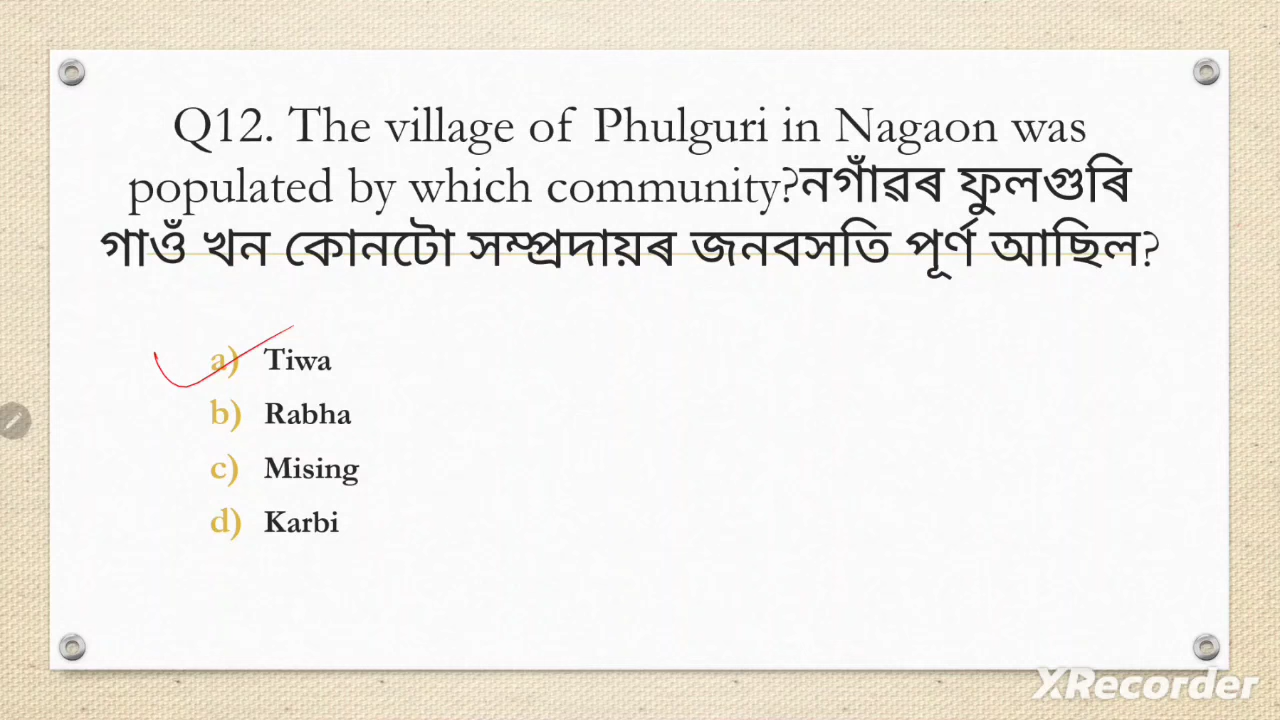 Q12. The village of Phulguri in Nagaon was
populated by which community?নগাঁৱৰ ফুলগুৰি
গাওঁ খন কোনটো সম্প্ৰদায়ৰ জনবসতি পূৰ্ণ আছিল?
a) Tiwa
b) Rabha
c) Mising
d) Karbi
XRecorder